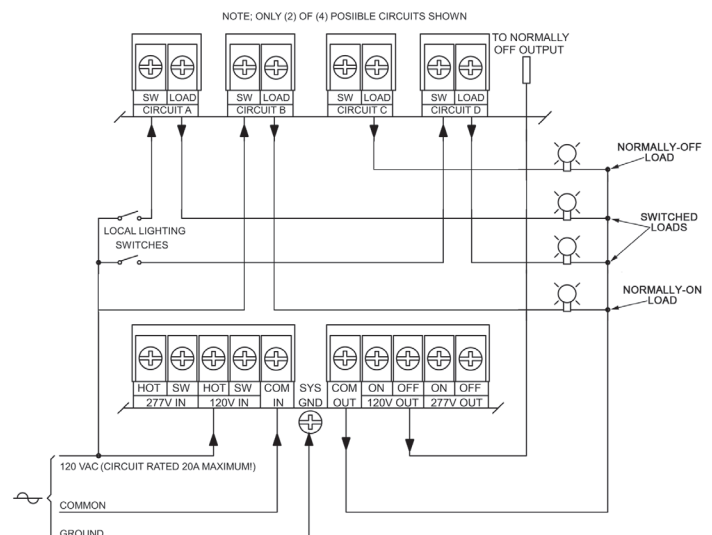 NOTE; ONLY (2) OF (4) POSIIBLE CIRCUITS SHOWN
TO NORMALLY
OFF OUTPUT
SW LOAD SW LOAD SW LOAD SW LOAD
CIRCUIT A CIRCUIT B CIRCUIT C CIRCUIT D
NORMALLY-OFF
LOAD
LOCAL LIGHTING
SWITCHES
SWITCHED
LOADS
NORMALLY-ON
LOAD
HOT SW HOT SW COM SYS COM ON OFF ON OFF
277V IN 120V IN IN GND OUT 120V OUT 277V OUT
120 VAC (CIRCUIT RATED 20A MAXIMUM!)
COMMON
GROUND